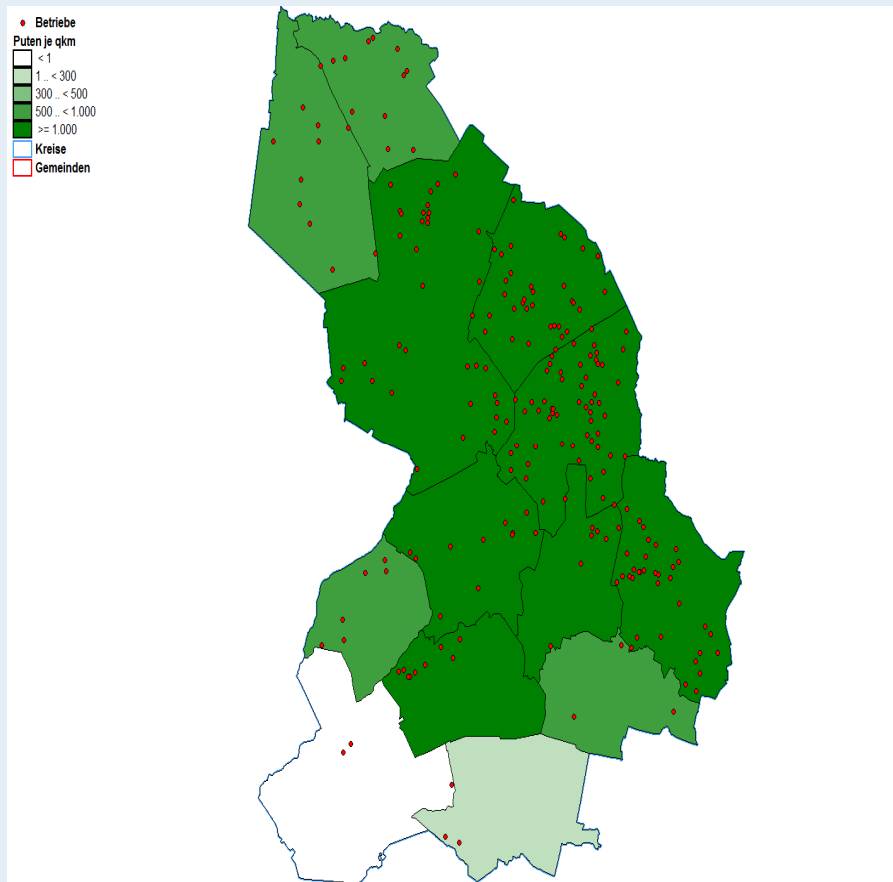 Betriebe
Puten je qkm
< 1
1 .. < 300
300 .. < 500
500 .. < 1.000
>= 1.000
Kreise
Gemeinden